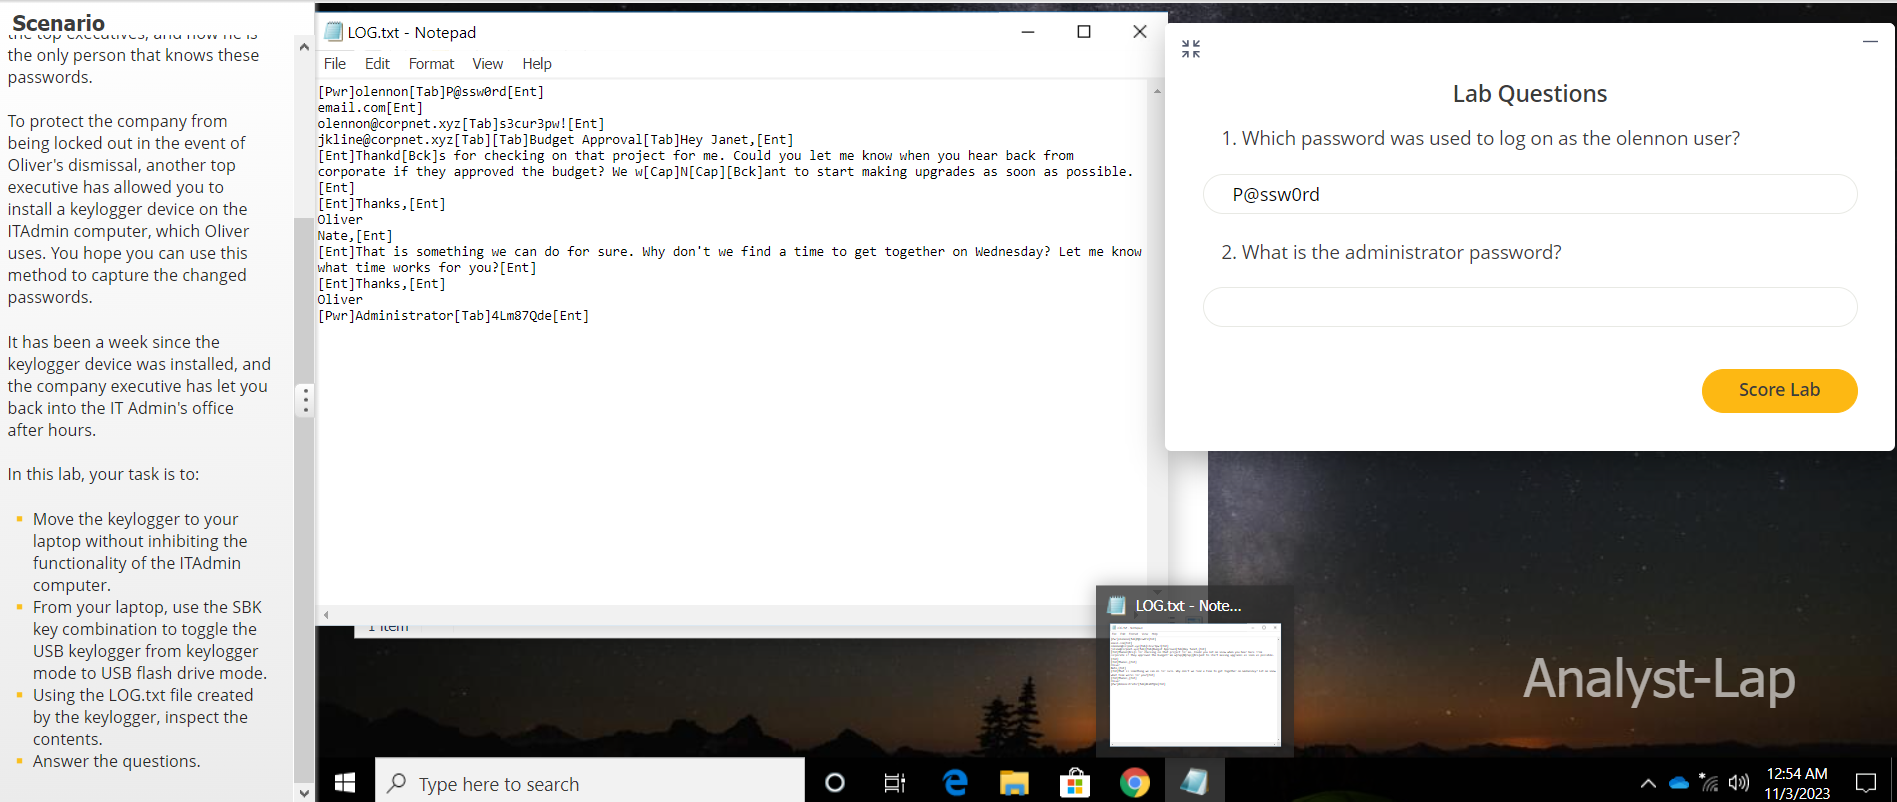 Scenario
the top executives, and now he is
the only person that knows these
passwords.
To protect the company from
being locked out in the event of
Oliver's dismissal, another top
executive has allowed you to
install a keylogger device on the
ITAdmin computer, which Oliver
uses. You hope you can use this
method to capture the changed
passwords.
It has been a week since the
keylogger device was installed, and
the company executive has let you
back into the IT Admin's office
after hours.
In this lab, your task is to:
Move the keylogger to your
laptop without inhibiting the
functionality of the ITAdmin
computer.
From your laptop, use the SBK
key combination to toggle the
USB keylogger from keylogger
mode to USB flash drive mode.
Using the LOG.txt file created
by the keylogger, inspect the
contents.
Answer the questions.
LOG.txt - Notepad
File Edit Format View Help
[Pwr]olennon[Tab]P@ssw0rd[Ent]
email.com[Ent]
olennon@corpnet.xyz[Tab]s3cur3pw![Ent]
jkline@corpnet.xyz[Tab][Tab]Budget Approval[Tab]Hey Janet,[Ent]
[Ent]Thankd[Bck]s for checking on that project for me. Could you let me know when you hear back from
corporate if they approved the budget? We w[Cap]N[Cap][Bck]ant to start making upgrades as soon as possible.
[Ent]
[Ent]Thanks,[Ent]
Oliver
Nate,[Ent]
[Ent]That is something we can do for sure. Why don't we find a time to get together on Wednesday? Let me know
what time works for you?[Ent]
[Ent]Thanks,[Ent]
Oliver
[Pwr]Administrator[Tab]4Lm87Qde[Ent]
1 item
Lab Questions
1. Which password was used to log on as the olennon user?
P@ssw0rd
2. What is the administrator password?
Score Lab
LOG.txt - Note...
Analyst-Lap
Type here to search
12:54 AM
11/3/2023